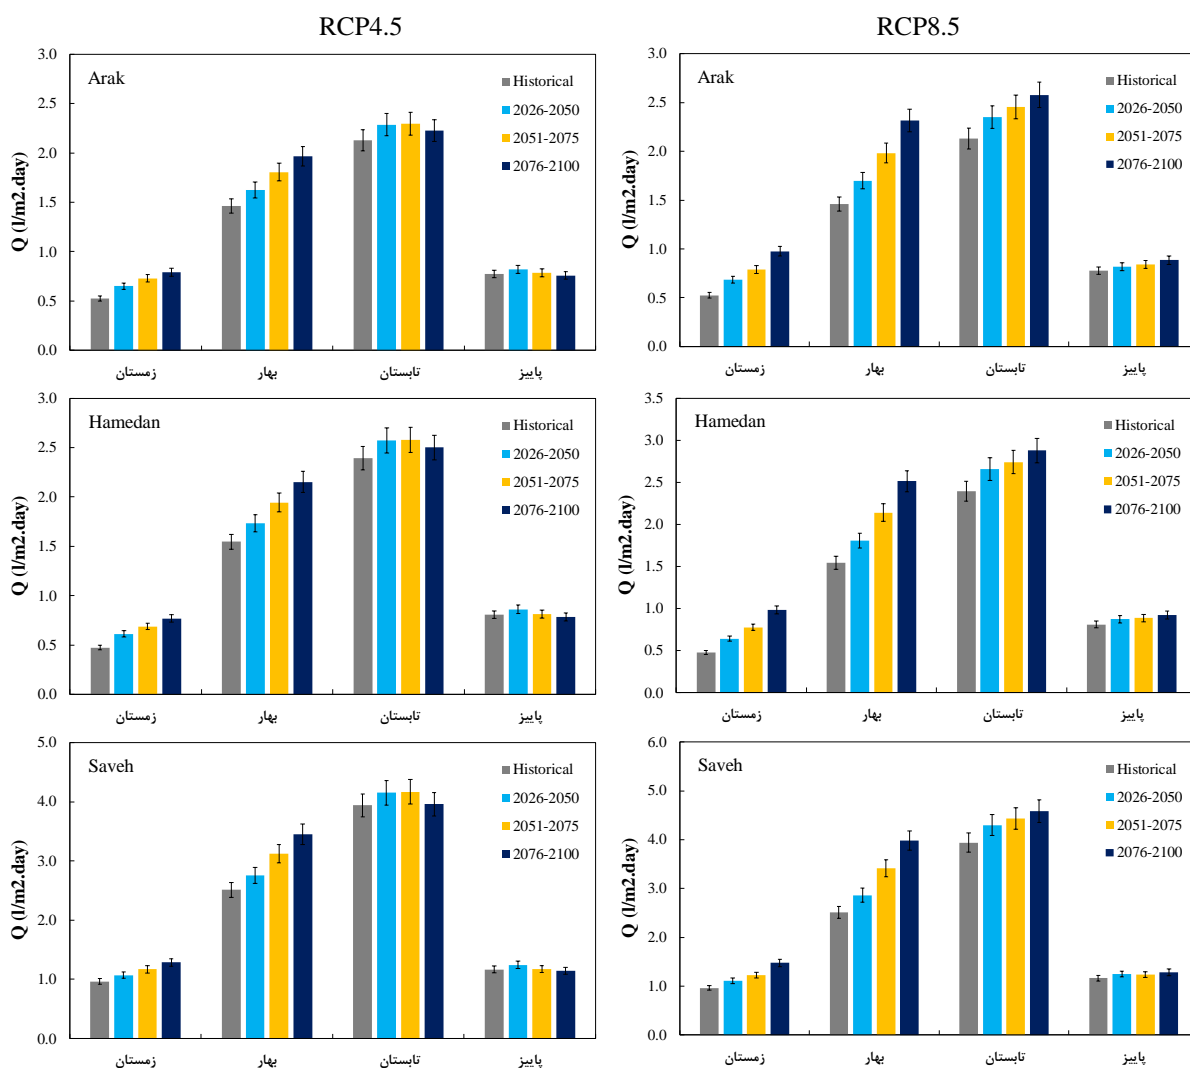 RCP4.5
RCP8.5
Arak
Historical
2026-2050
2051-2075
2076-2100
Q (l/m2.day)
3.0
2.5
2.0
1.5
1.0
0.5
0.0
زمستان
بهار
تابستان
پاییز
Arak
Historical
2026-2050
2051-2075
2076-2100
Q (l/m2.day)
3.0
2.5
2.0
1.5
1.0
0.5
0.0
زمستان
بهار
تابستان
پاییز
Hamedan
Historical
2026-2050
2051-2075
2076-2100
Q (l/m2.day)
3.0
2.5
2.0
1.5
1.0
0.5
0.0
زمستان
بهار
تابستان
پاییز
Hamedan
Historical
2026-2050
2051-2075
2076-2100
Q (l/m2.day)
3.5
3.0
2.5
2.0
1.5
1.0
0.5
0.0
زمستان
بهار
تابستان
پاییز
Saveh
Historical
2026-2050
2051-2075
2076-2100
Q (l/m2.day)
5.0
4.0
3.0
2.0
1.0
0.0
زمستان
بهار
تابستان
پاییز
Saveh
Historical
2026-2050
2051-2075
2076-2100
Q (l/m2.day)
6.0
5.0
4.0
3.0
2.0
1.0
0.0
زمستان
بهار
تابستان
پاییز